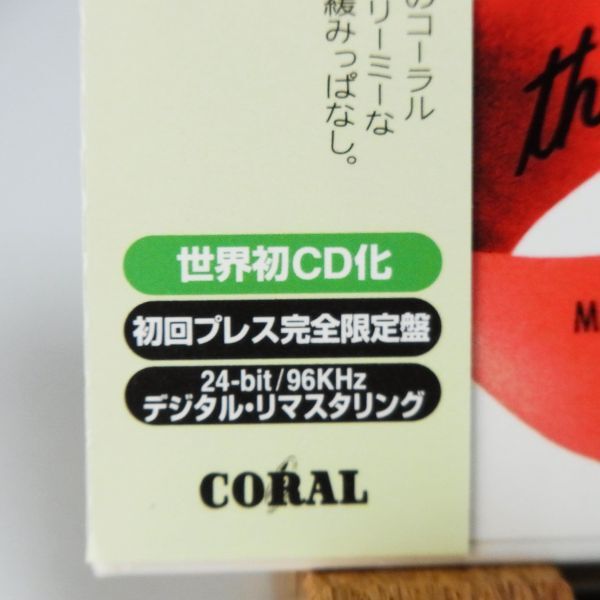 のコーラル
リーミーな
緩みっぱなし。
世界初CD化
初回プレス完全限定盤
24-bit/96KHz
デジタル・リマスタリング
CORAL
th
M